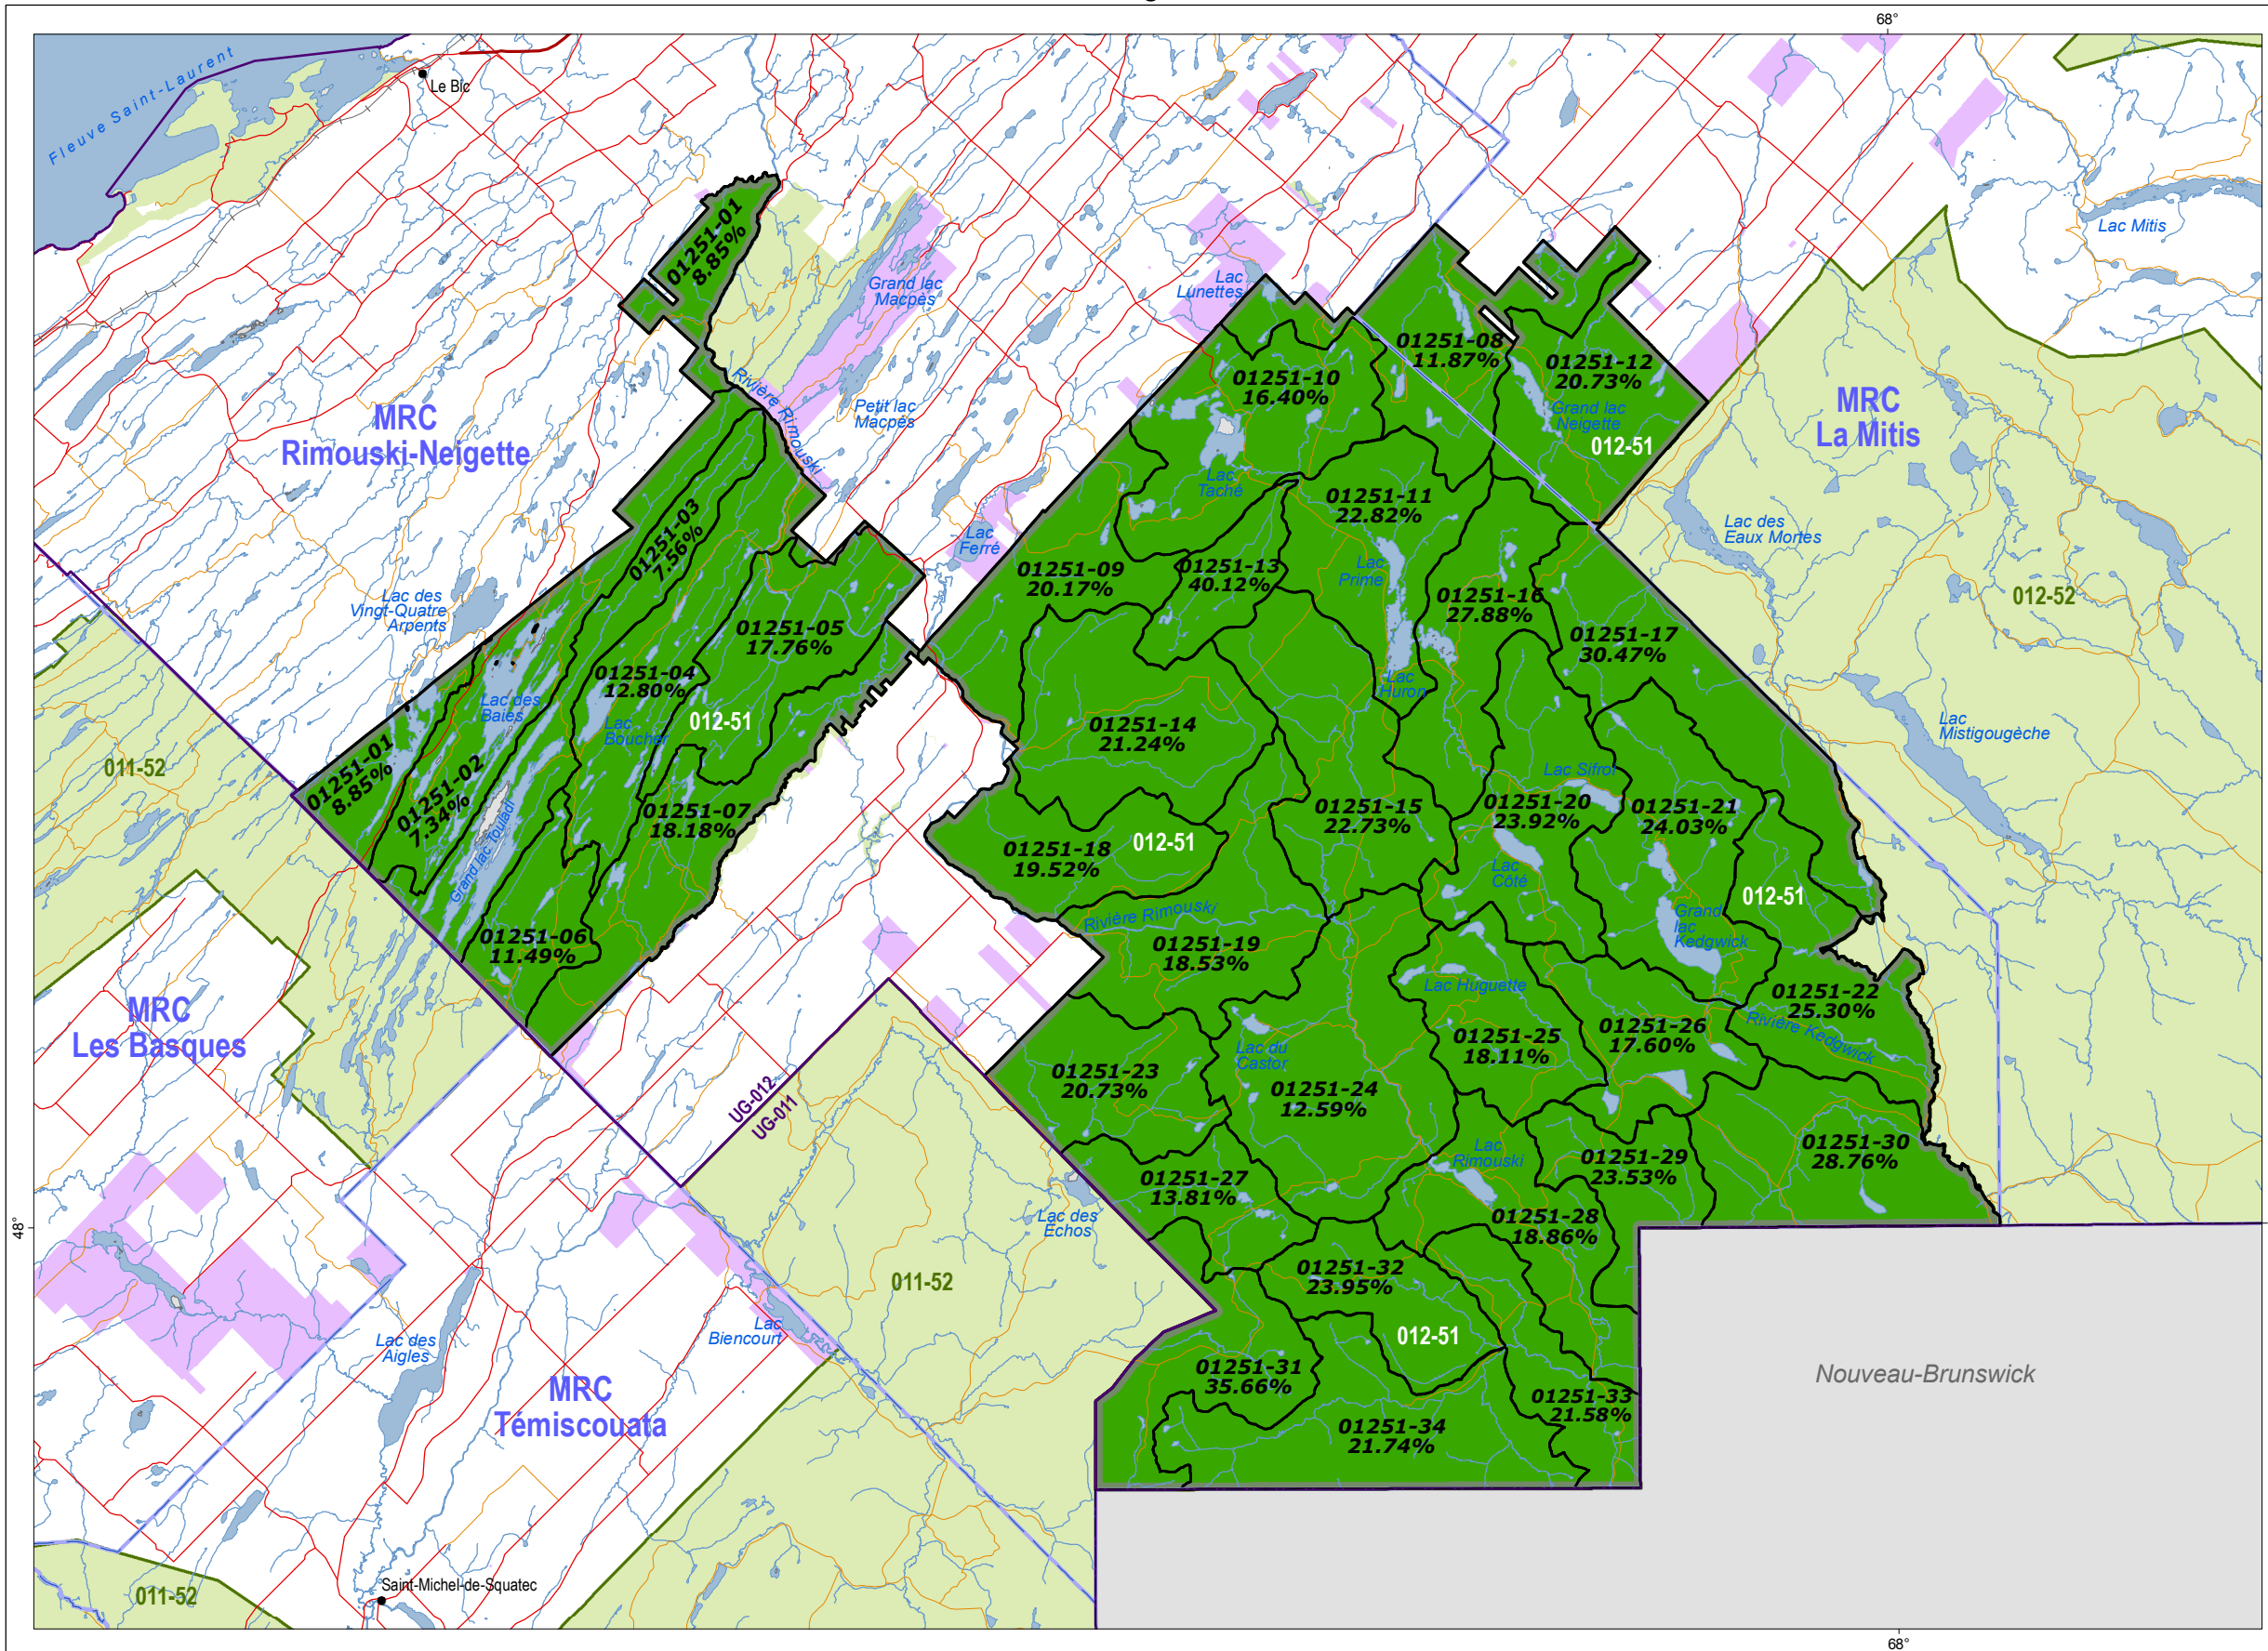 68°
Fleuve Saint-Laurent
Le Bic
Lac Mitis
01251-01
8.85%
Grand lac
Macpès
Lac
Lunettes
01251-08
11.87%
01251-12
20.73%
Grand lac
Neigette
012-51
01251-10
16.40%
Rivière Rimouski
Petit lac
Macpès
MRC
Rimouski-Neigette
MRC
La Mitis
Lac
Taché
01251-11
22.82%
01251-03
7.56%
Lac
Ferré
Lac des
Eaux Mortes
01251-09
20.17%
01251-13
40.12%
Lac
Prime
01251-16
27.88%
012-52
Lac des
Vingt-Quatre
Arpents
01251-05
17.76%
01251-17
30.47%
01251-04
12.80%
Lac
Huron
Lac des
Baies
Lac
Boucher
012-51
01251-14
21.24%
Lac
Mistigougèche
011-52
01251-01
8.85%
01251-02
7.34%
Grand lac Touladi
01251-07
18.18%
Lac Sifroi
01251-15
22.73%
01251-20
23.92%
01251-21
24.03%
01251-18
19.52%
012-51
Lac
Côté
012-51
Rivière Rimouski
Grand
lac
Kedgwick
01251-06
11.49%
01251-19
18.53%
Lac Huguette
01251-22
25.30%
Rivière Kedgwick
MRC
Les Basques
01251-25
18.11%
01251-26
17.60%
Lac du
Castor
01251-23
20.73%
01251-24
12.59%
UG-012
UG-011
Lac
Rimouski
01251-29
23.53%
01251-30
28.76%
01251-27
13.81%
Lac des
Echos
01251-28
18.86%
48°
011-52
01251-32
23.95%
Lac
Biencourt
Lac des
Aigles
012-51
01251-31
35.66%
Nouveau-Brunswick
MRC
Témiscouata
01251-33
21.58%
01251-34
21.74%
Saint-Michel-de-Squatec
011-52
68°